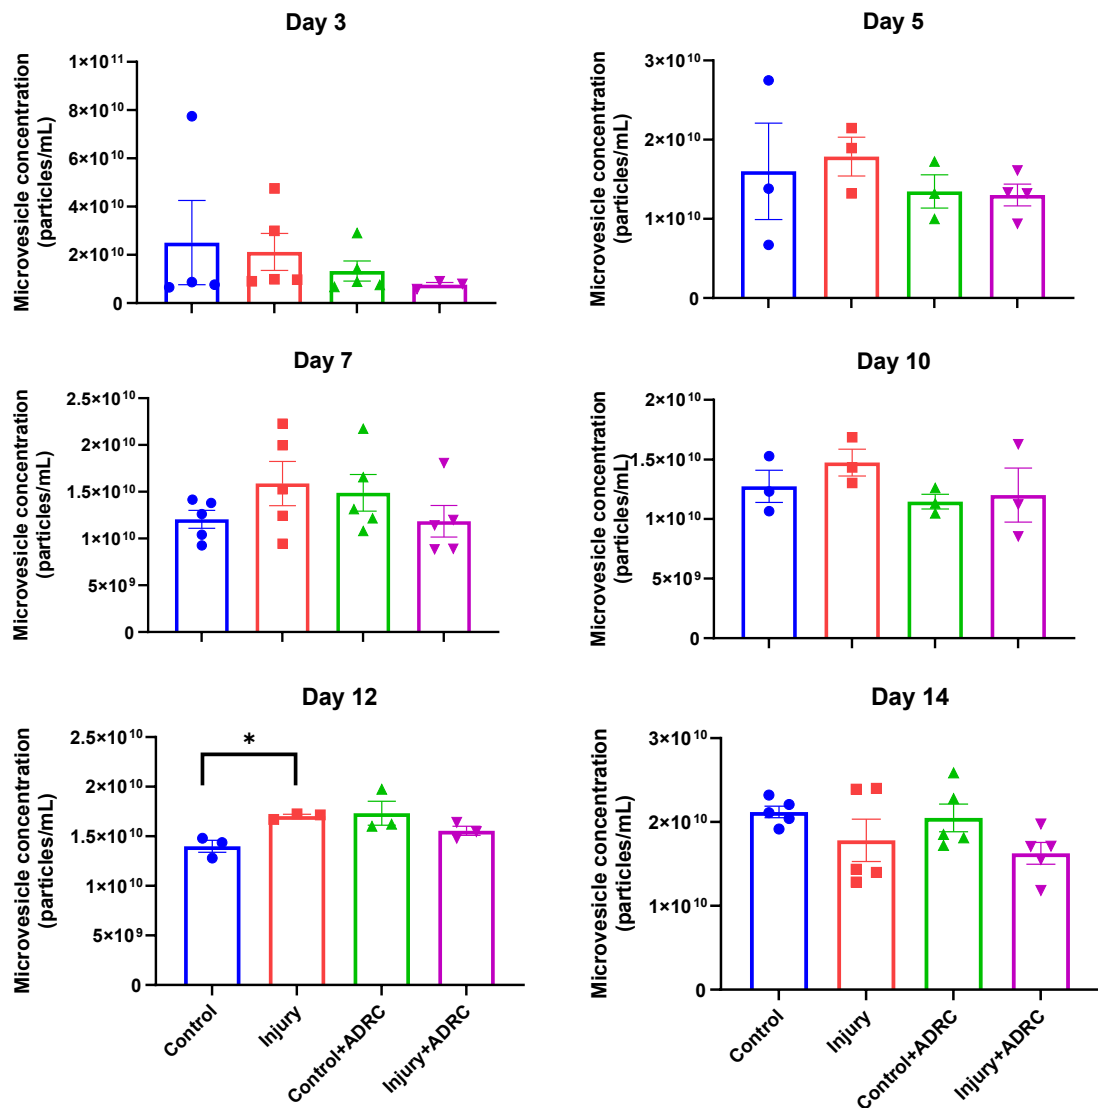 Day 3
Microvesicle concentration
(particles/mL)
1×10¹¹
8×10¹⁰
6×10¹⁰
4×10¹⁰
2×10¹⁰
0
Day 5
Microvesicle concentration
(particles/mL)
3×10¹⁰
2×10¹⁰
1×10¹⁰
0
Day 7
Microvesicle concentration
(particles/mL)
2.5×10¹⁰
2×10¹⁰
1.5×10¹⁰
1×10¹⁰
5×10⁹
0
Day 10
Microvesicle concentration
(particles/mL)
2×10¹⁰
1.5×10¹⁰
1×10¹⁰
5×10⁹
0
Day 12
Microvesicle concentration
(particles/mL)
2.5×10¹⁰
2×10¹⁰
1.5×10¹⁰
1×10¹⁰
5×10⁹
0
*
Control
Injury
Control+ADRC
Injury+ADRC
Day 14
Microvesicle concentration
(particles/mL)
3×10¹⁰
2×10¹⁰
1×10¹⁰
0
Control
Injury
Control+ADRC
Injury+ADRC